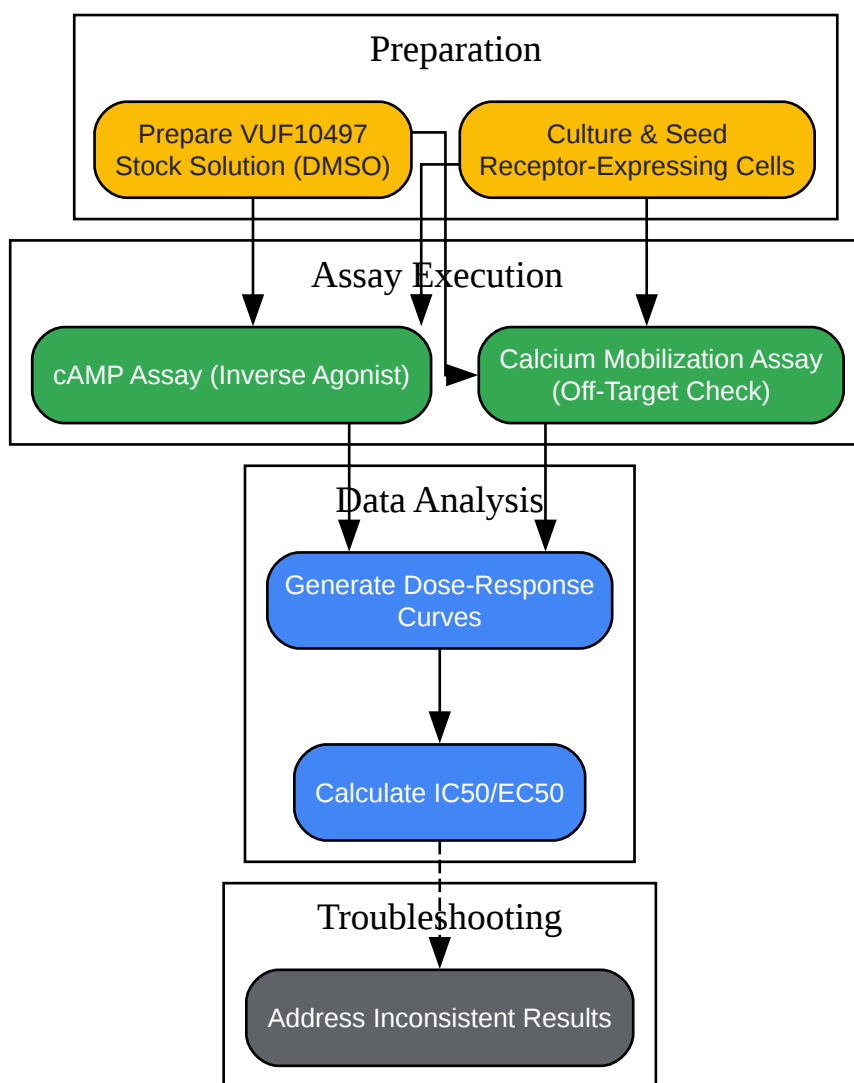 Preparation
Prepare VUF10497
Stock Solution (DMSO)
Culture & Seed
Receptor-Expressing Cells
Assay Execution
cAMP Assay (Inverse Agonist)
Calcium Mobilization Assay
(Off-Target Check)
Data Analysis
Generate Dose-Response
Curves
Calculate IC50/EC50
Troubleshooting
Address Inconsistent Results